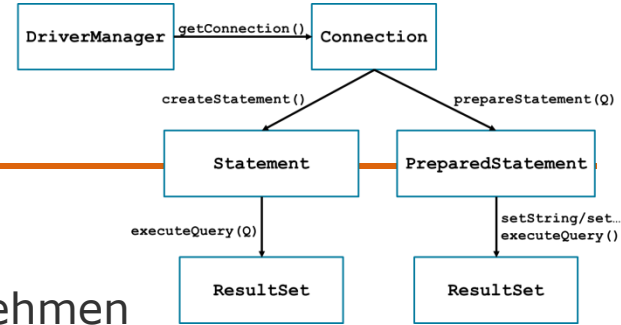 DriverManager
getConnection()
Connection
createStatement()
prepareStatement(Q)
Statement
PreparedStatement
executeQuery(Q)
setString/set…
executeQuery()
ResultSet
ResultSet
ehmen